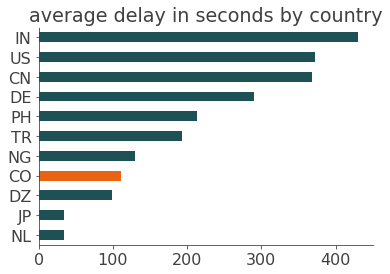 average delay in seconds by country
IN
US
CN
DE
PH
TR
NG
CO
DZ
JP
NL
0 100 200 300 400